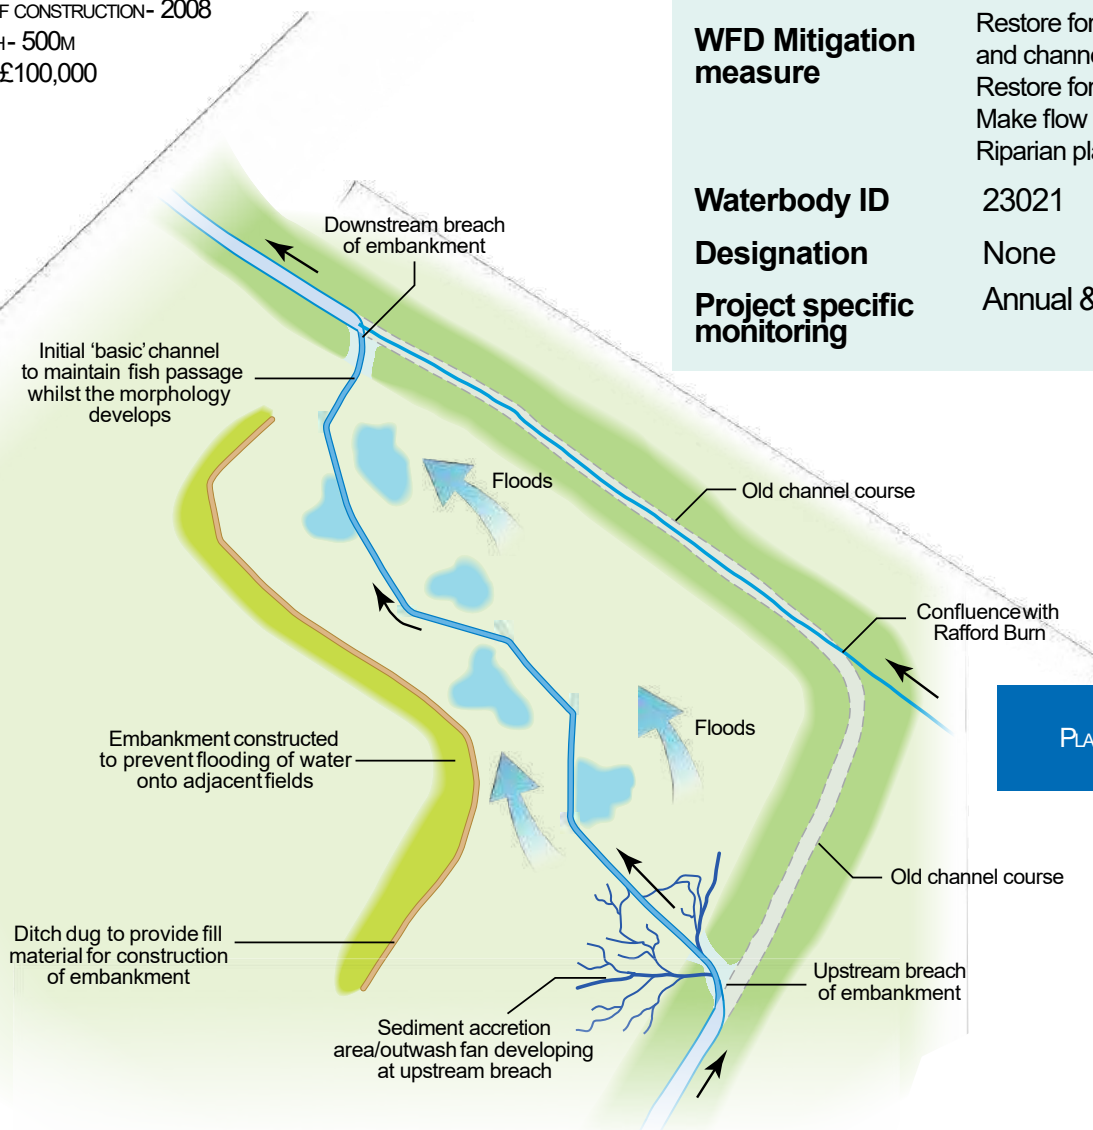 F CONSTRUCTION- 2008
H- 500M
£100,000
WFD Mitigation
measure
Restore for
and channe
Restore for
Make flow
Riparian pla
Waterbody ID
23021
Designation
None
Project specific
monitoring
Annual &
Downstream breach
of embankment
Initial ‘basic’ channel
to maintain fish passage
whilst the morphology
develops
Floods
Old channel course
Confluence with
Rafford Burn
Floods
PLA
Embankment constructed
to prevent flooding of water
onto adjacent fields
Old channel course
Ditch dug to provide fill
material for construction
of embankment
Upstream breach
of embankment
Sediment accretion
area/outwash fan developing
at upstream breach